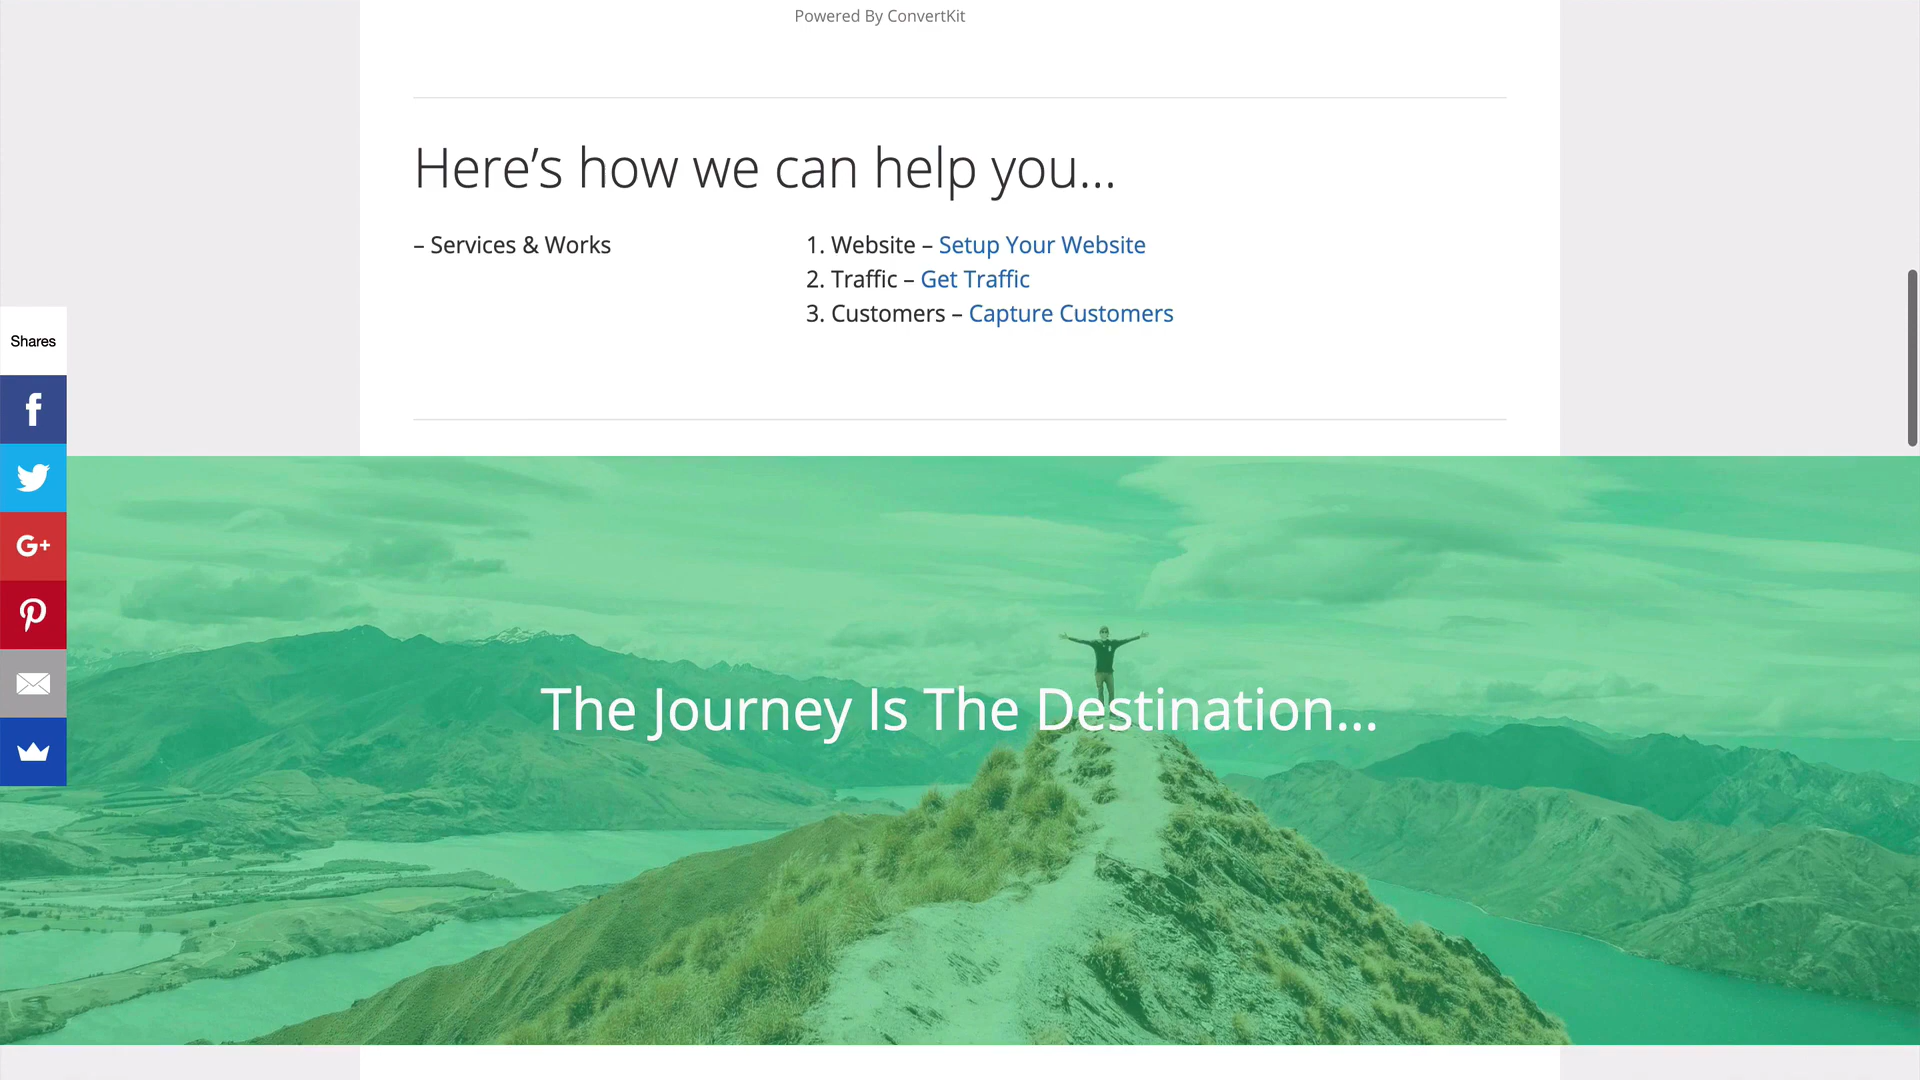 Powered By ConvertKit
Here’s how we can help you...
– Services & Works
1. Website – Setup Your Website
2. Traffic – Get Traffic
3. Customers – Capture Customers
Shares
The Journey Is The Destination...